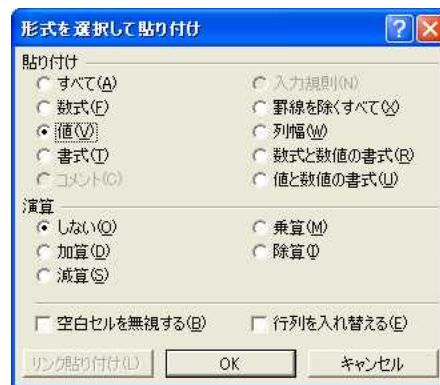 形式を選択して貼り付け
貼り付け
すべて(A)
入力規則(N)
数式(F)
罫線を除くすべて(X)
値(V)
列幅(W)
書式(T)
数式と数値の書式(R)
コメント(C)
値と数値の書式(U)
演算
しない(O)
乗算(M)
加算(D)
除算(I)
減算(S)
空白セルを無視する(B)
行列を入れ替える(E)
リンク貼り付け(L)
OK
キャンセル